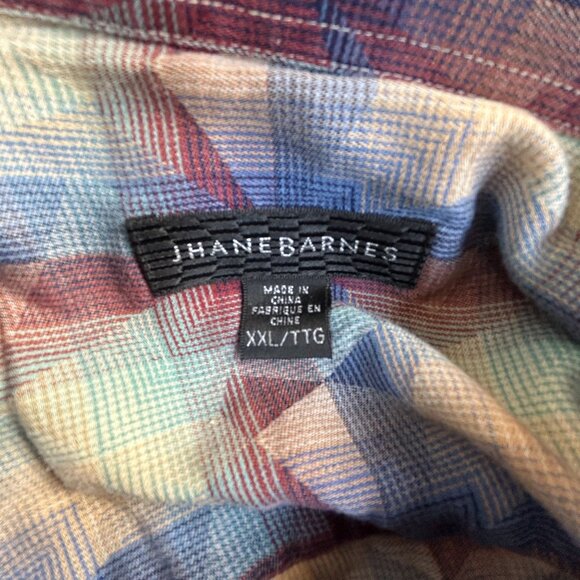 JHANEBARNES
MADE IN
CHINA
FABRIQUE EN
CHINE
XXL/TTG